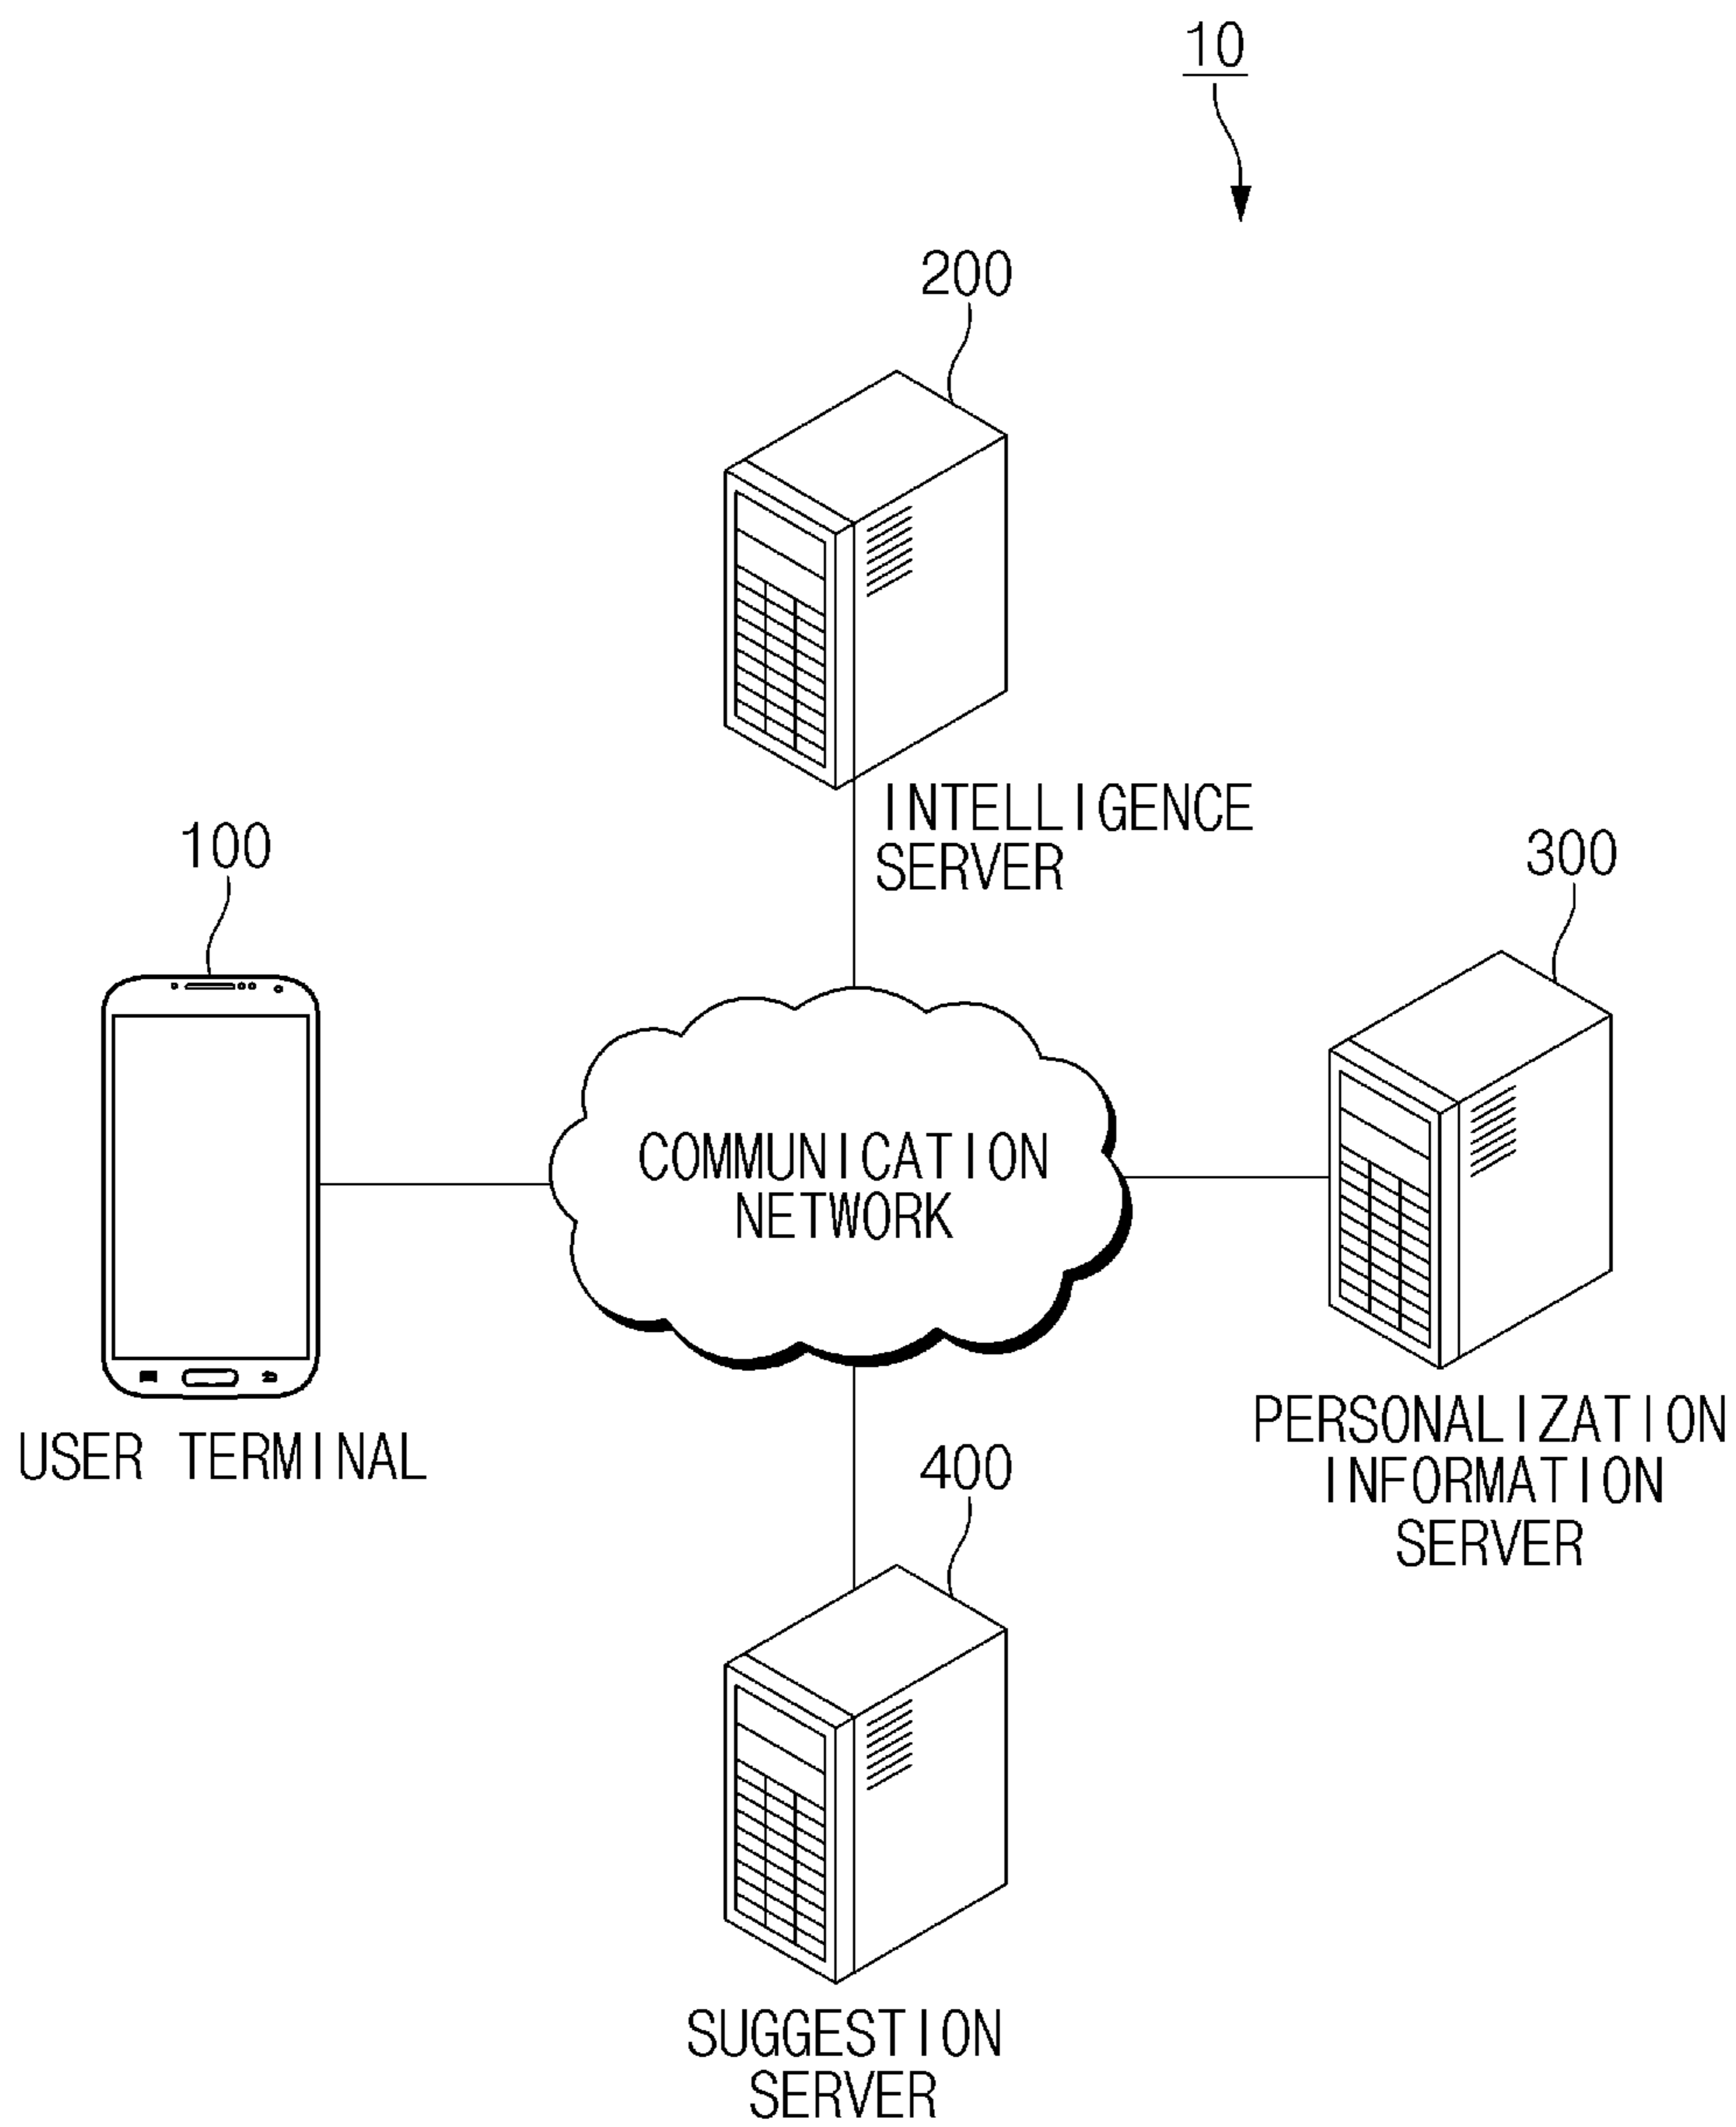 10
200
INTELLIGENCE
SERVER
100
300
COMMUNICATION
NETWORK
USER TERMINAL
PERSONALIZATION
INFORMATION
SERVER
400
SUGGESTION
SERVER